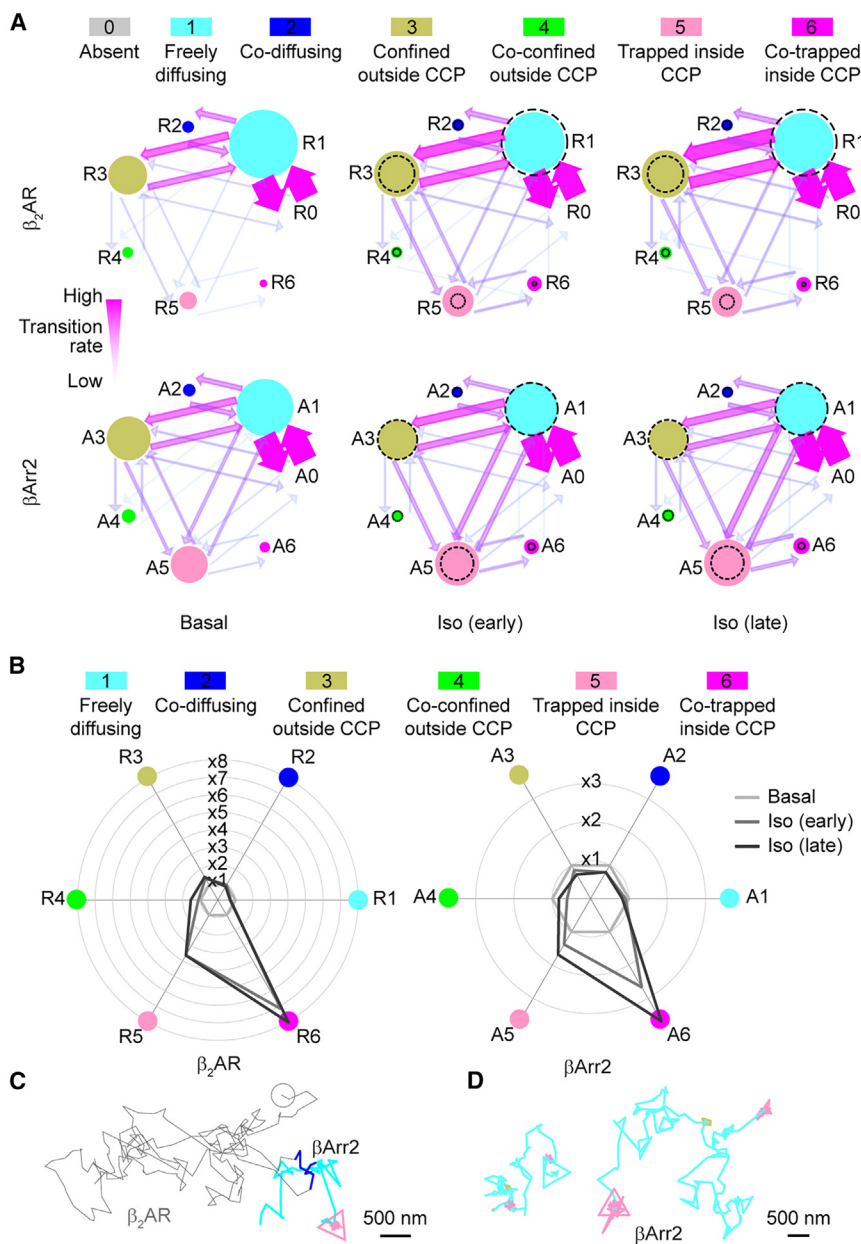 A
0 1 2 3 4 5 6
Absent Freely Co-diffusing Confined Co-confined Trapped inside Co-trapped
diffusing outside CCP outside CCP CCP inside CCP
β2AR
R2 R1 R3 R0 R4 R6 R5
R2 R1 R3 R0 R4 R6 R5
R2 R1 R3 R0 R4 R6 R5
High
Transition
rate
Low
βArr2
A2 A1 A3 A0 A4 A6 A5
A2 A1 A3 A0 A4 A6 A5
A2 A1 A3 A0 A4 A6 A5
Basal Iso (early) Iso (late)
B
1 2 3 4 5 6
Freely Co-diffusing Confined Co-confined Trapped inside Co-trapped
diffusing outside CCP outside CCP CCP inside CCP
R3 R2
x8
x7
x6
x5
x4
x3
x2
x1
R4 R1
R5 R6
β2AR
A3 A2
x3
x2
x1
A4 A1
A5 A6
βArr2
Basal
Iso (early)
Iso (late)
C
βArr2
β2AR
500 nm
D
βArr2
500 nm